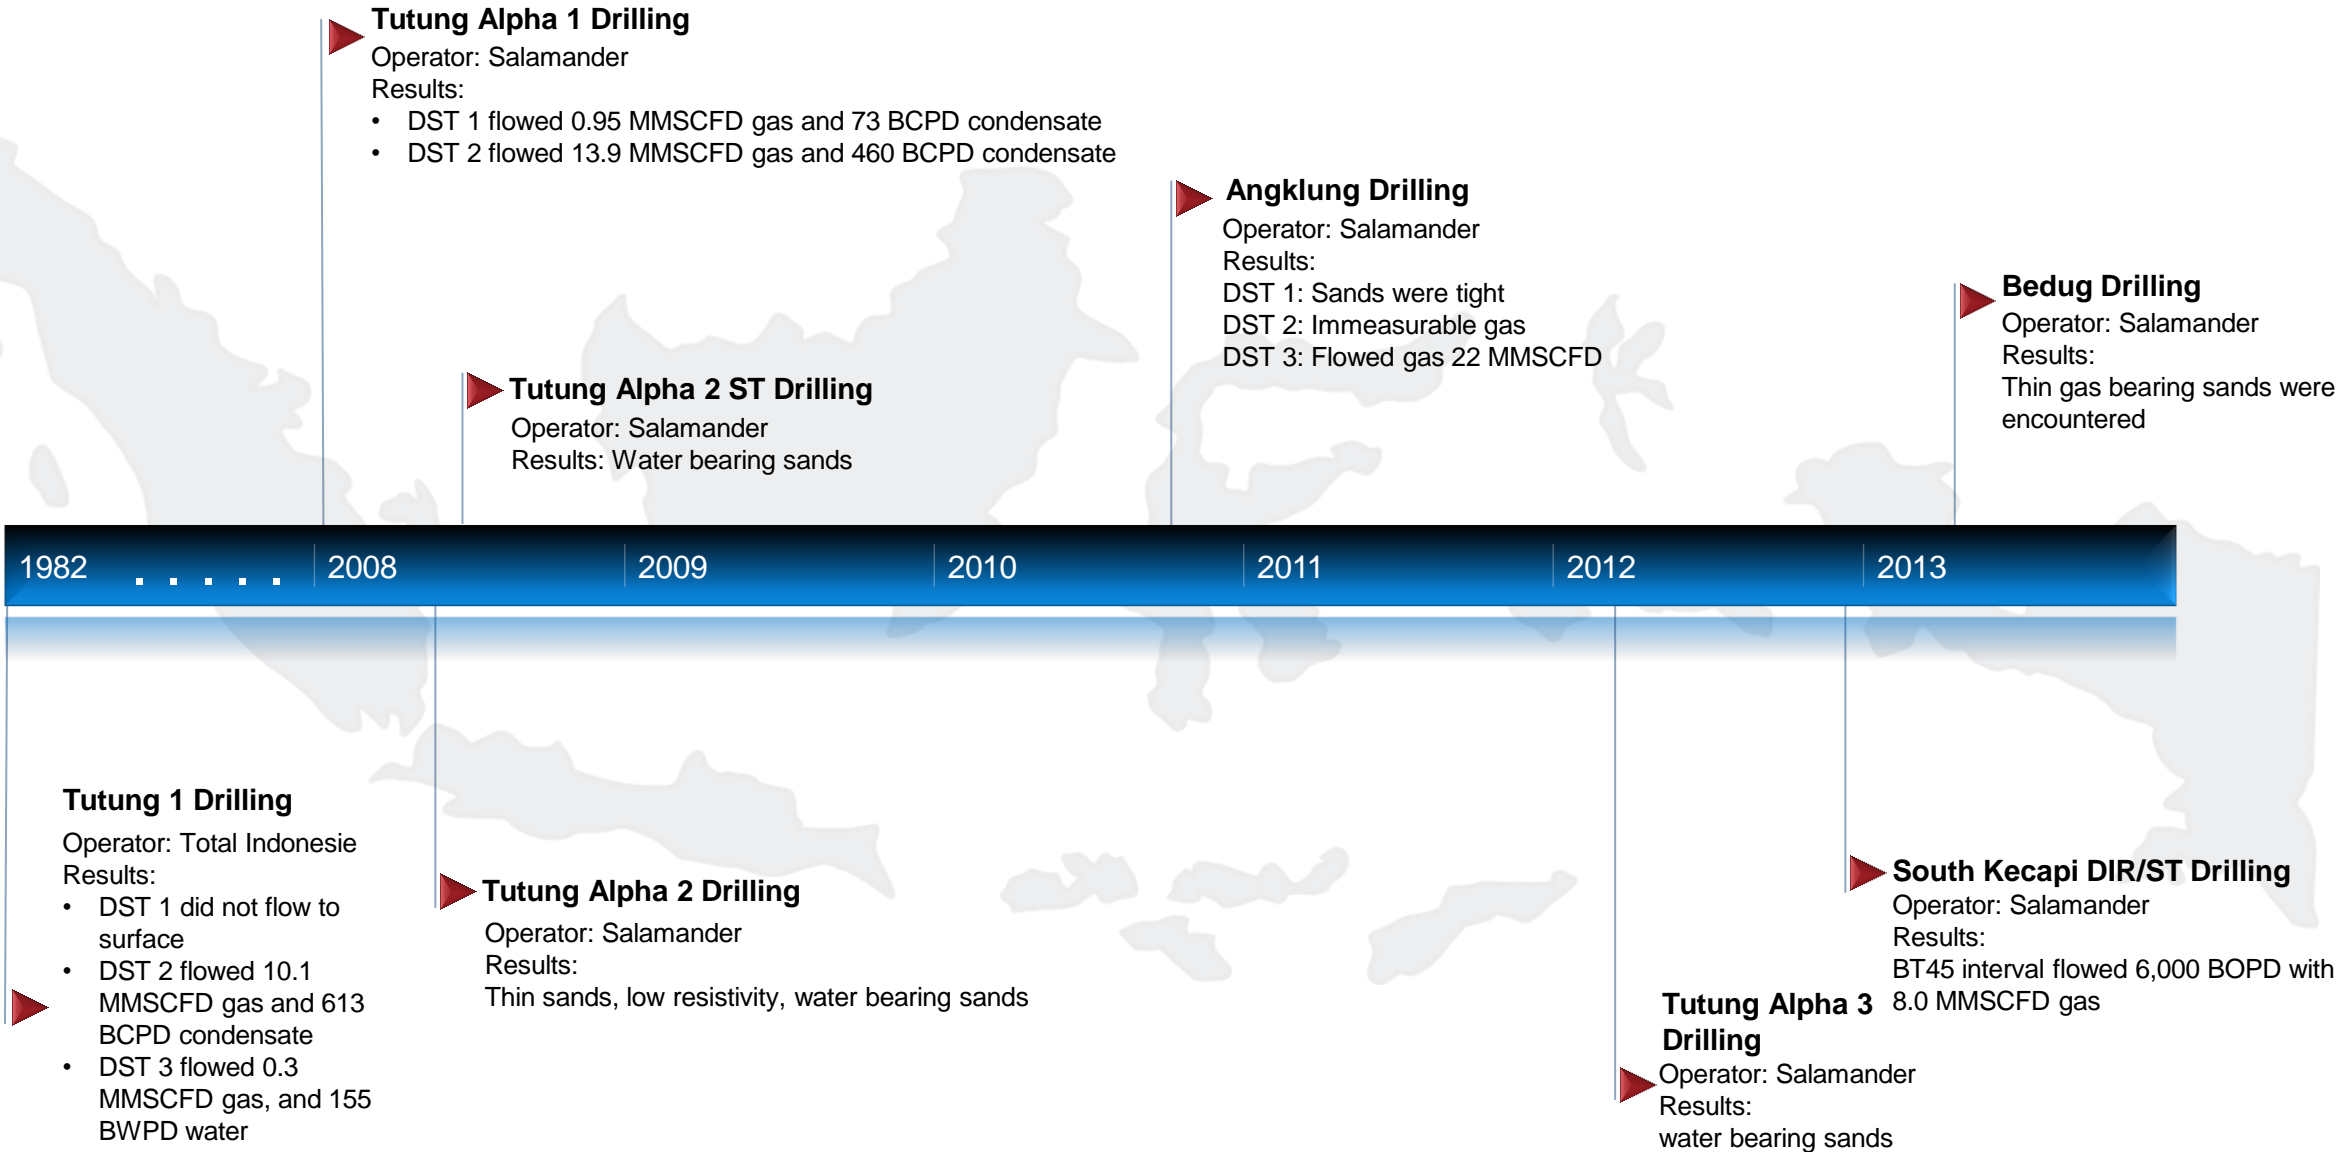 Tutung Alpha 1 Drilling
Operator: Salamander
Results:
• DST 1 flowed 0.95 MMSCFD gas and 73 BCPD condensate
• DST 2 flowed 13.9 MMSCFD gas and 460 BCPD condensate
Angklung Drilling
Operator: Salamander
Results:
DST 1: Sands were tight
DST 2: Immeasurable gas
DST 3: Flowed gas 22 MMSCFD
Bedug Drilling
Operator: Salamander
Results:
Thin gas bearing sands were
encountered
Tutung Alpha 2 ST Drilling
Operator: Salamander
Results: Water bearing sands
1982 . . . . . 2008 2009 2010 2011 2012 2013
Tutung 1 Drilling
Operator: Total Indonesie
Results:
• DST 1 did not flow to
surface
• DST 2 flowed 10.1
MMSCFD gas and 613
BCPD condensate
• DST 3 flowed 0.3
MMSCFD gas, and 155
BWPD water
Tutung Alpha 2 Drilling
Operator: Salamander
Results:
Thin sands, low resistivity, water bearing sands
South Kecapi DIR/ST Drilling
Operator: Salamander
Results:
BT45 interval flowed 6,000 BOPD with
8.0 MMSCFD gas
Tutung Alpha 3
Drilling
Operator: Salamander
Results:
water bearing sands